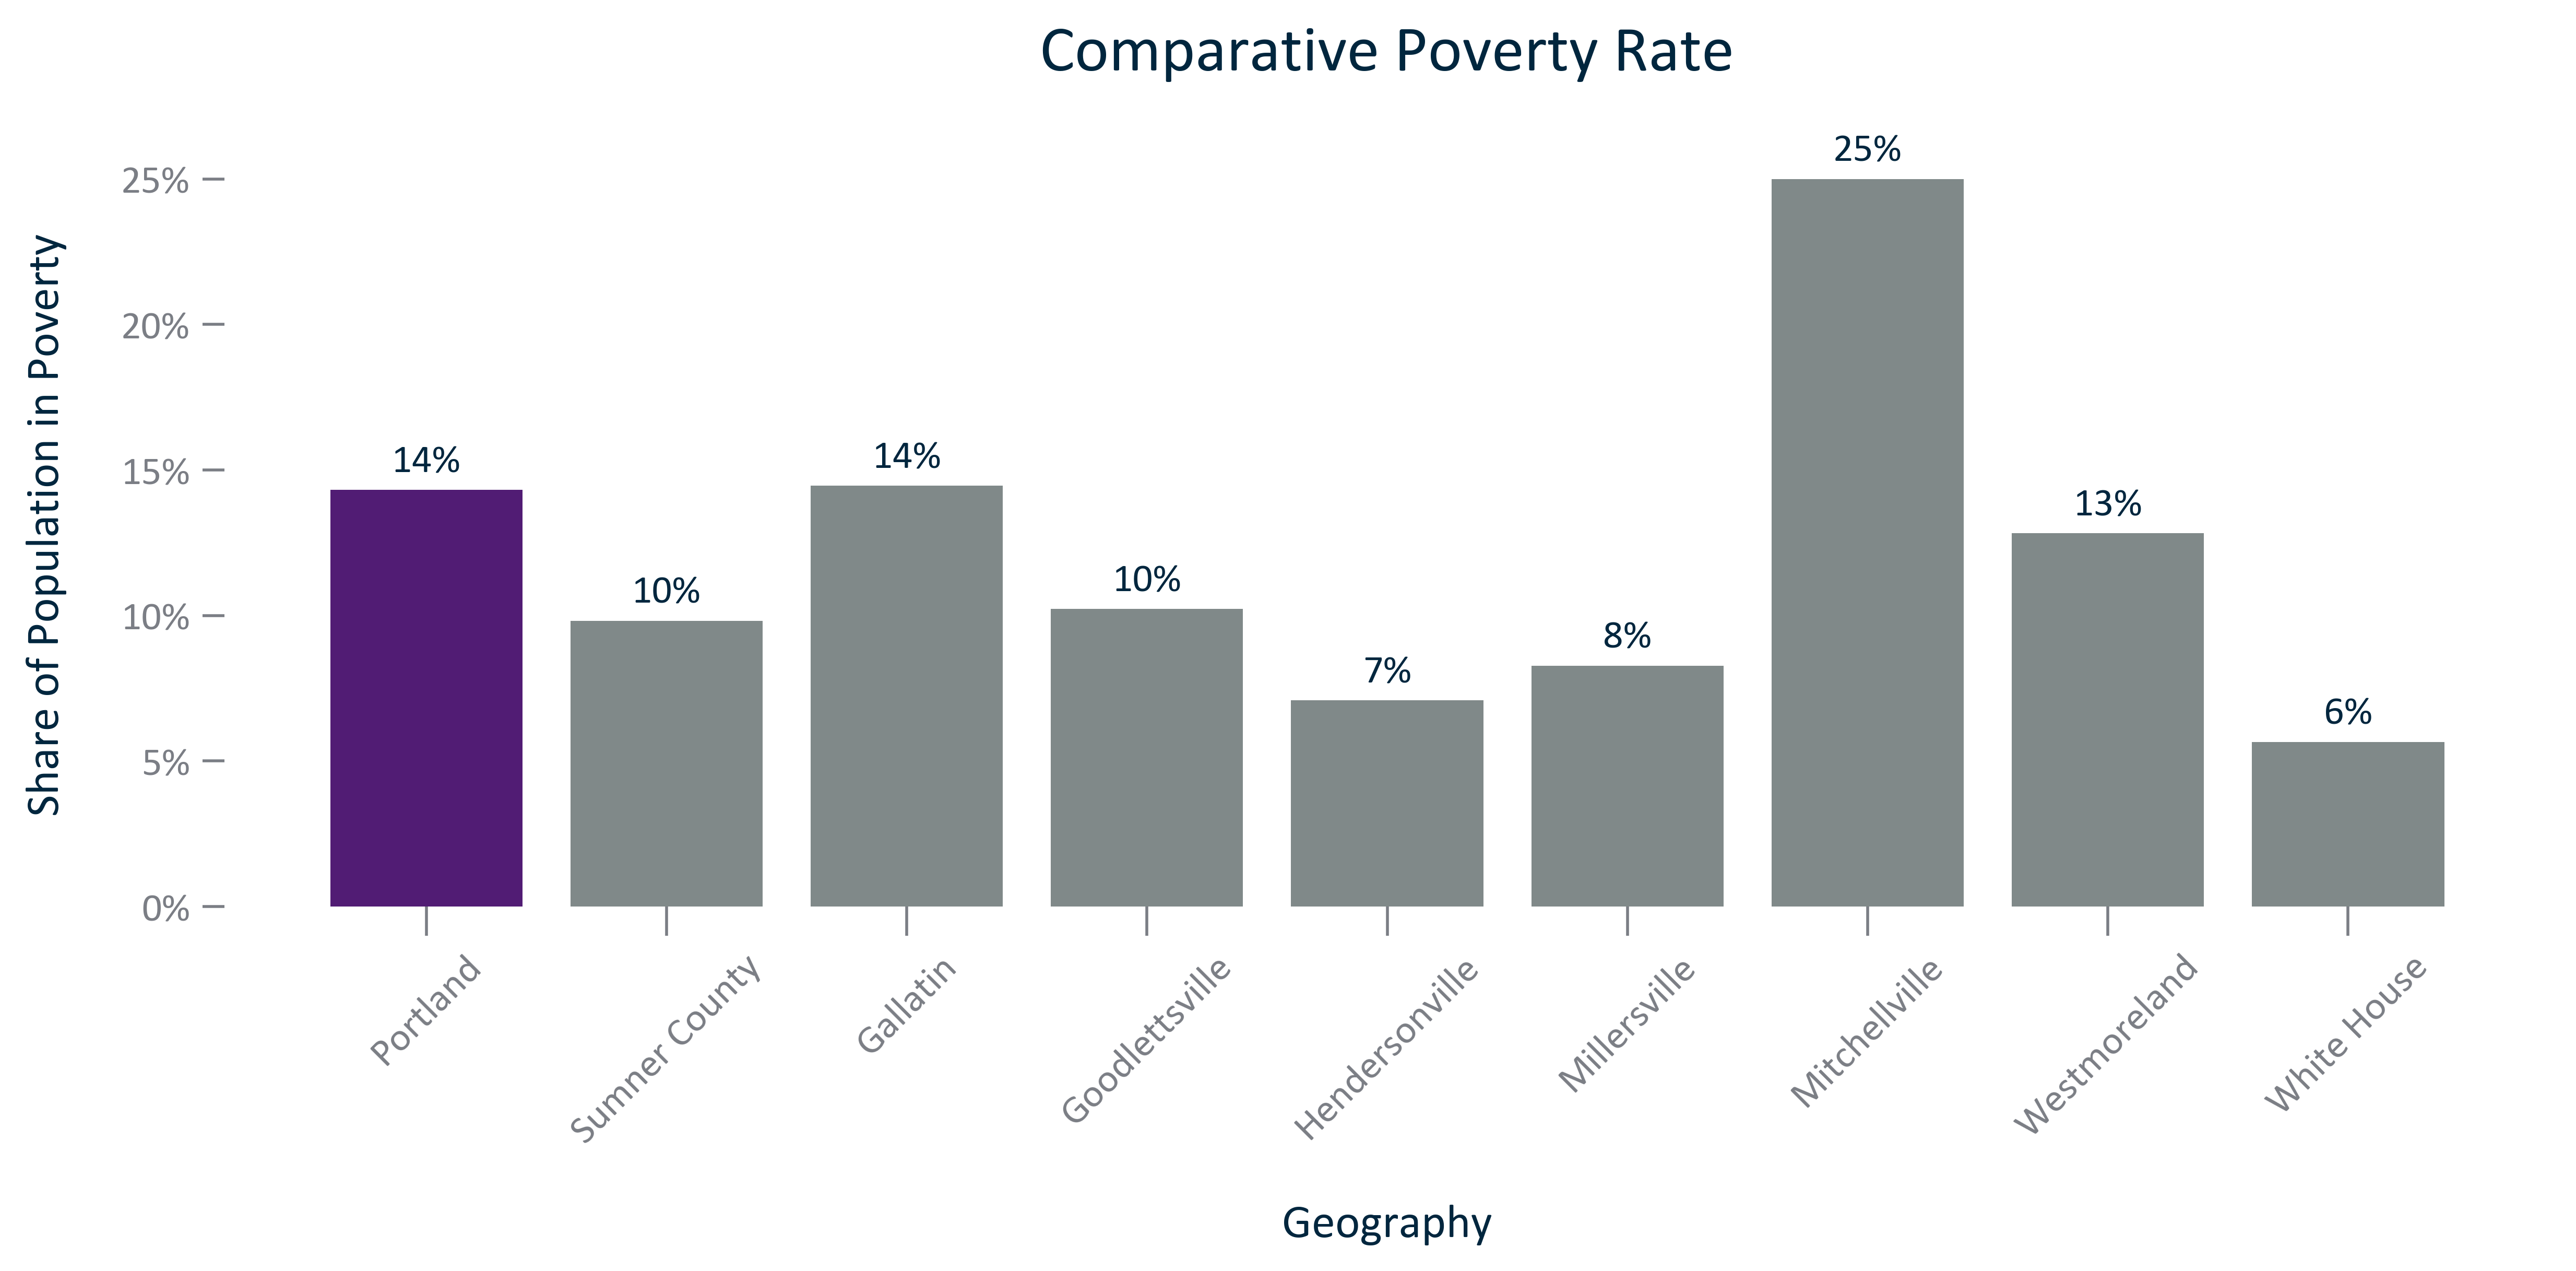 Comparative Poverty Rate
Share of Population in Poverty
25%
20%
15%
10%
5%
0%
14%
10%
14%
10%
7%
8%
25%
13%
6%
Portland
Sumner County
Gallatin
Goodlettsville
Hendersonville
Millersville
Mitchellville
Westmoreland
White House
Geography